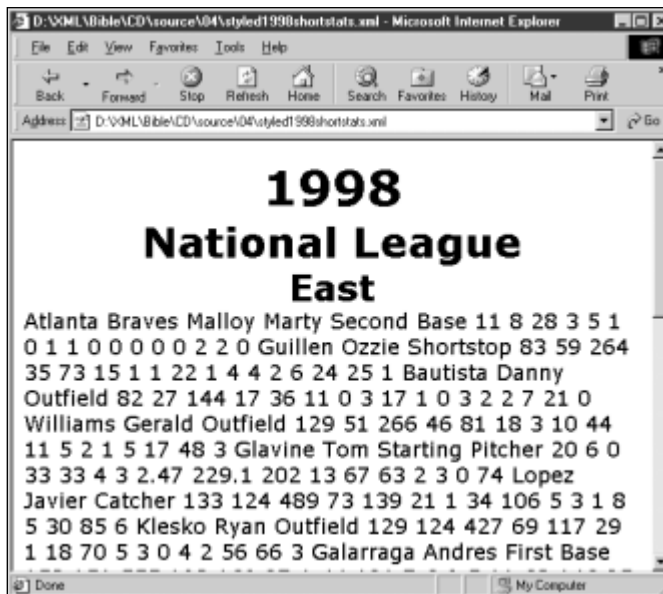 D:\XML\Bible\CD\source\04\styled1998shortstats.xml - Microsoft Internet Explorer
File Edit View Favorites Tools Help
Back Forward Stop Refresh Home Search Favorites History Mail Print
Address D:\XML\Bible\CD\source\04\styled1998shortstats.xml Go
1998
National League
East
Atlanta Braves Malloy Marty Second Base 11 8 28 3 5 1
0 1 1 0 0 0 0 0 2 2 0 Guillen Ozzie Shortstop 83 59 264
35 73 15 1 1 22 1 4 4 2 6 24 25 1 Bautista Danny
Outfield 82 27 144 17 36 11 0 3 17 1 0 3 2 2 7 21 0
Williams Gerald Outfield 129 51 266 46 81 18 3 10 44
11 5 2 1 5 17 48 3 Glavine Tom Starting Pitcher 20 6 0
33 33 4 3 2.47 229.1 202 13 67 63 2 3 0 74 Lopez
Javier Catcher 133 124 489 73 139 21 1 34 106 5 3 1 8
5 30 85 6 Klesko Ryan Outfield 129 124 427 69 117 29
1 18 70 5 3 0 4 2 56 66 3 Galarraga Andres First Base
Done My Computer